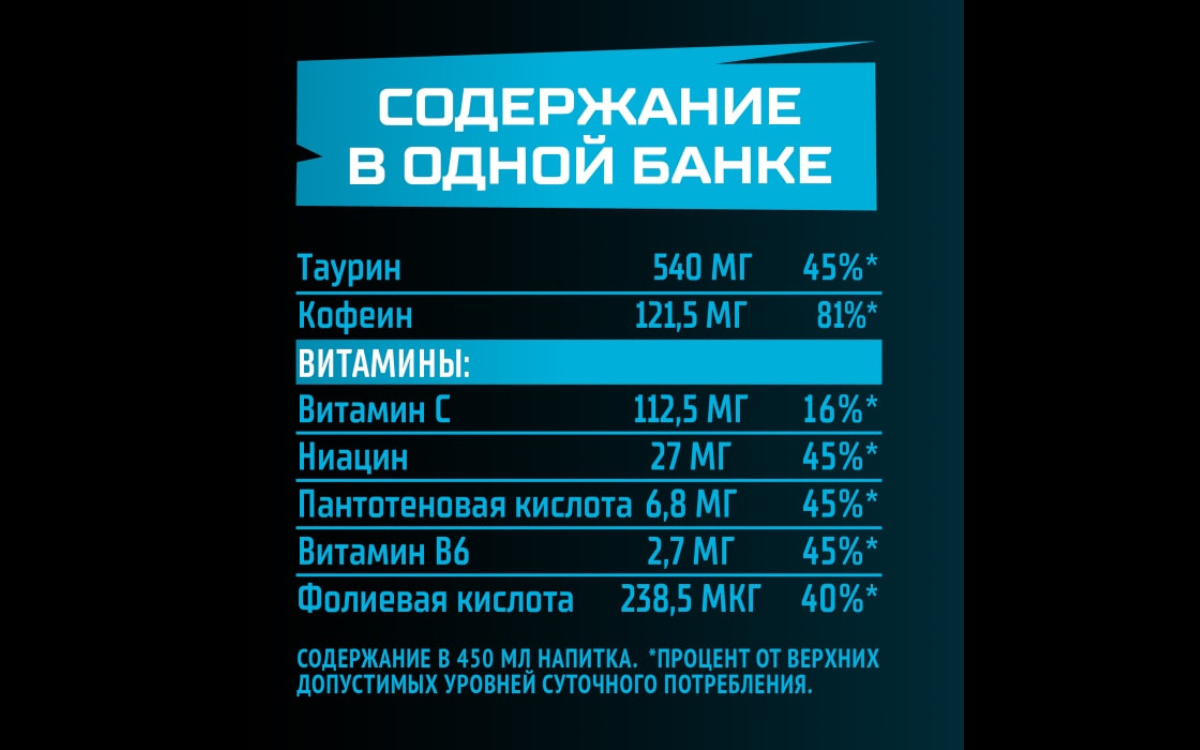 СОДЕРЖАНИЕ
В ОДНОЙ БАНКЕ
Таурин 540 МГ 45%*
Кофеин 121,5 МГ 81%*
ВИТАМИНЫ:
Витамин С 112,5 МГ 16%*
Ниацин 27 МГ 45%*
Пантотеновая кислота 6,8 МГ 45%*
Витамин В6 2,7 МГ 45%*
Фолиевая кислота 238,5 МКГ 40%*
СОДЕРЖАНИЕ В 450 МЛ НАПИТКА. *ПРОЦЕНТ ОТ ВЕРХНИХ
ДОПУСТИМЫХ УРОВНЕЙ СУТОЧНОГО ПОТРЕБЛЕНИЯ.